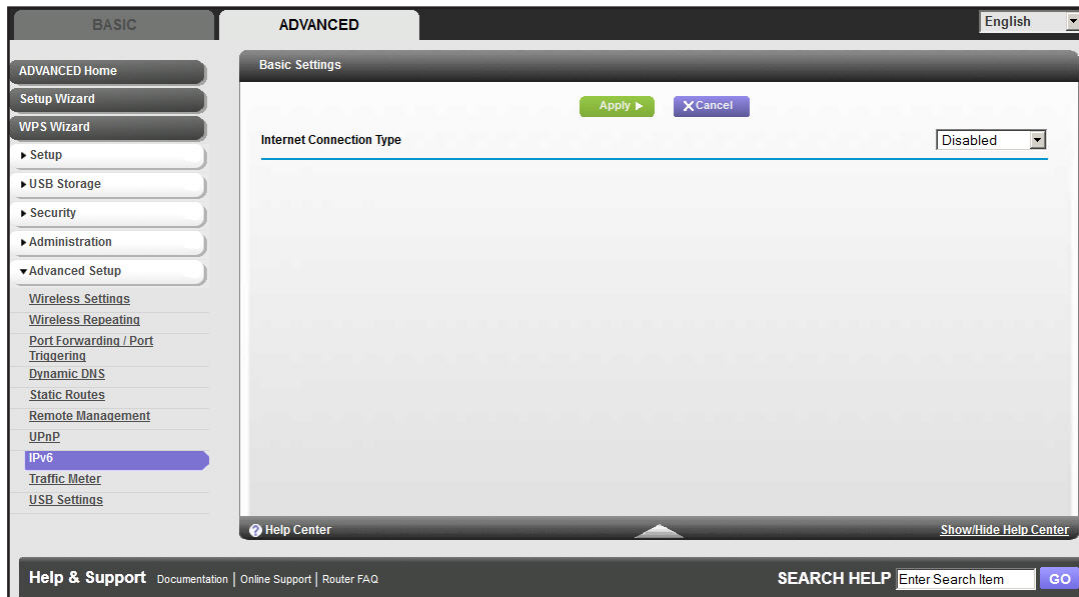 BASIC
ADVANCED
English
ADVANCED Home
Setup Wizard
WPS Wizard
Setup
USB Storage
Security
Administration
Advanced Setup
Wireless Settings
Wireless Repeating
Port Forwarding / Port
Triggering
Dynamic DNS
Static Routes
Remote Management
UPnP
IPv6
Traffic Meter
USB Settings
Basic Settings
Apply
Cancel
Internet Connection Type
Disabled
Help Center
Show/Hide Help Center
Help & Support Documentation | Online Support | Router FAQ
SEARCH HELP Enter Search Item GO